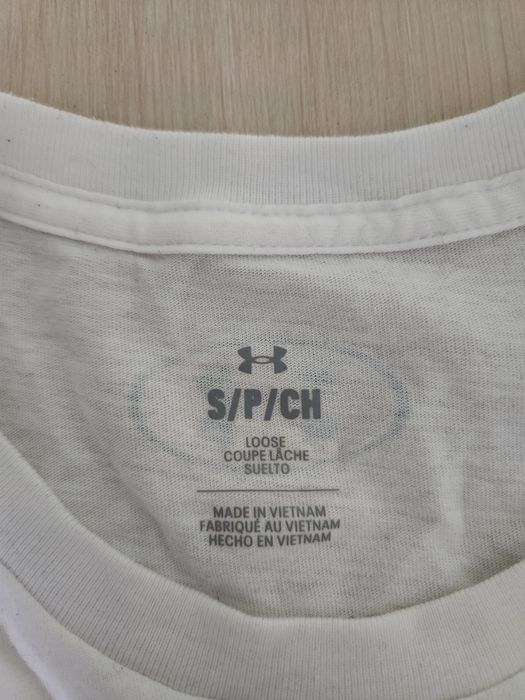 S/P/CH
LOOSE
COUPE LÂCHE
SUELTO
MADE IN VIETNAM
FABRIQUÉ AU VIETNAM
HECHO EN VIETNAM